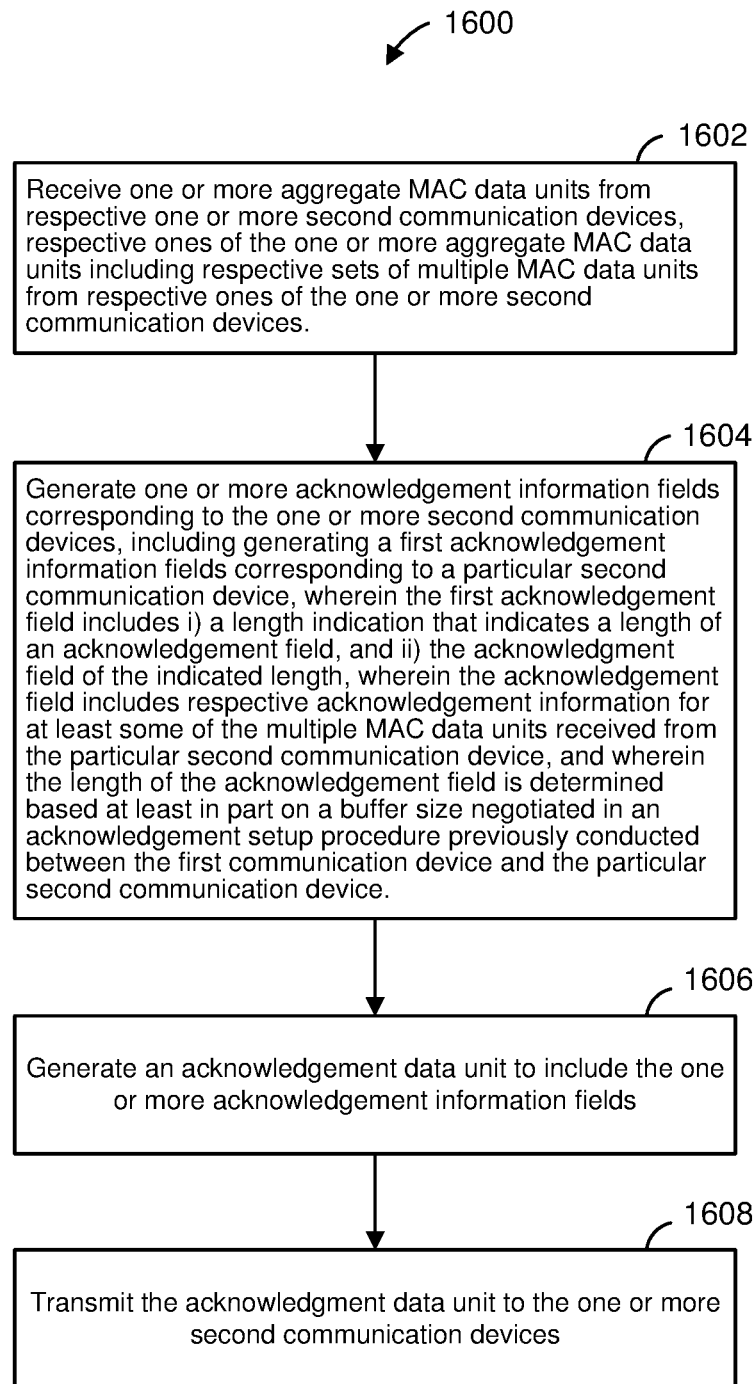 1600
1602
Receive one or more aggregate MAC data units from
respective one or more second communication devices,
respective ones of the one or more aggregate MAC data
units including respective sets of multiple MAC data units
from respective ones of the one or more second
communication devices.
1604
Generate one or more acknowledgement information fields
corresponding to the one or more second communication
devices, including generating a first acknowledgement
information fields corresponding to a particular second
communication device, wherein the first acknowledgement
field includes i) a length indication that indicates a length of
an acknowledgement field, and ii) the acknowledgment
field of the indicated length, wherein the acknowledgement
field includes respective acknowledgement information for
at least some of the multiple MAC data units received from
the particular second communication device, and wherein
the length of the acknowledgement field is determined
based at least in part on a buffer size negotiated in an
acknowledgement setup procedure previously conducted
between the first communication device and the particular
second communication device.
1606
Generate an acknowledgement data unit to include the one
or more acknowledgement information fields
1608
Transmit the acknowledgment data unit to the one or more
second communication devices